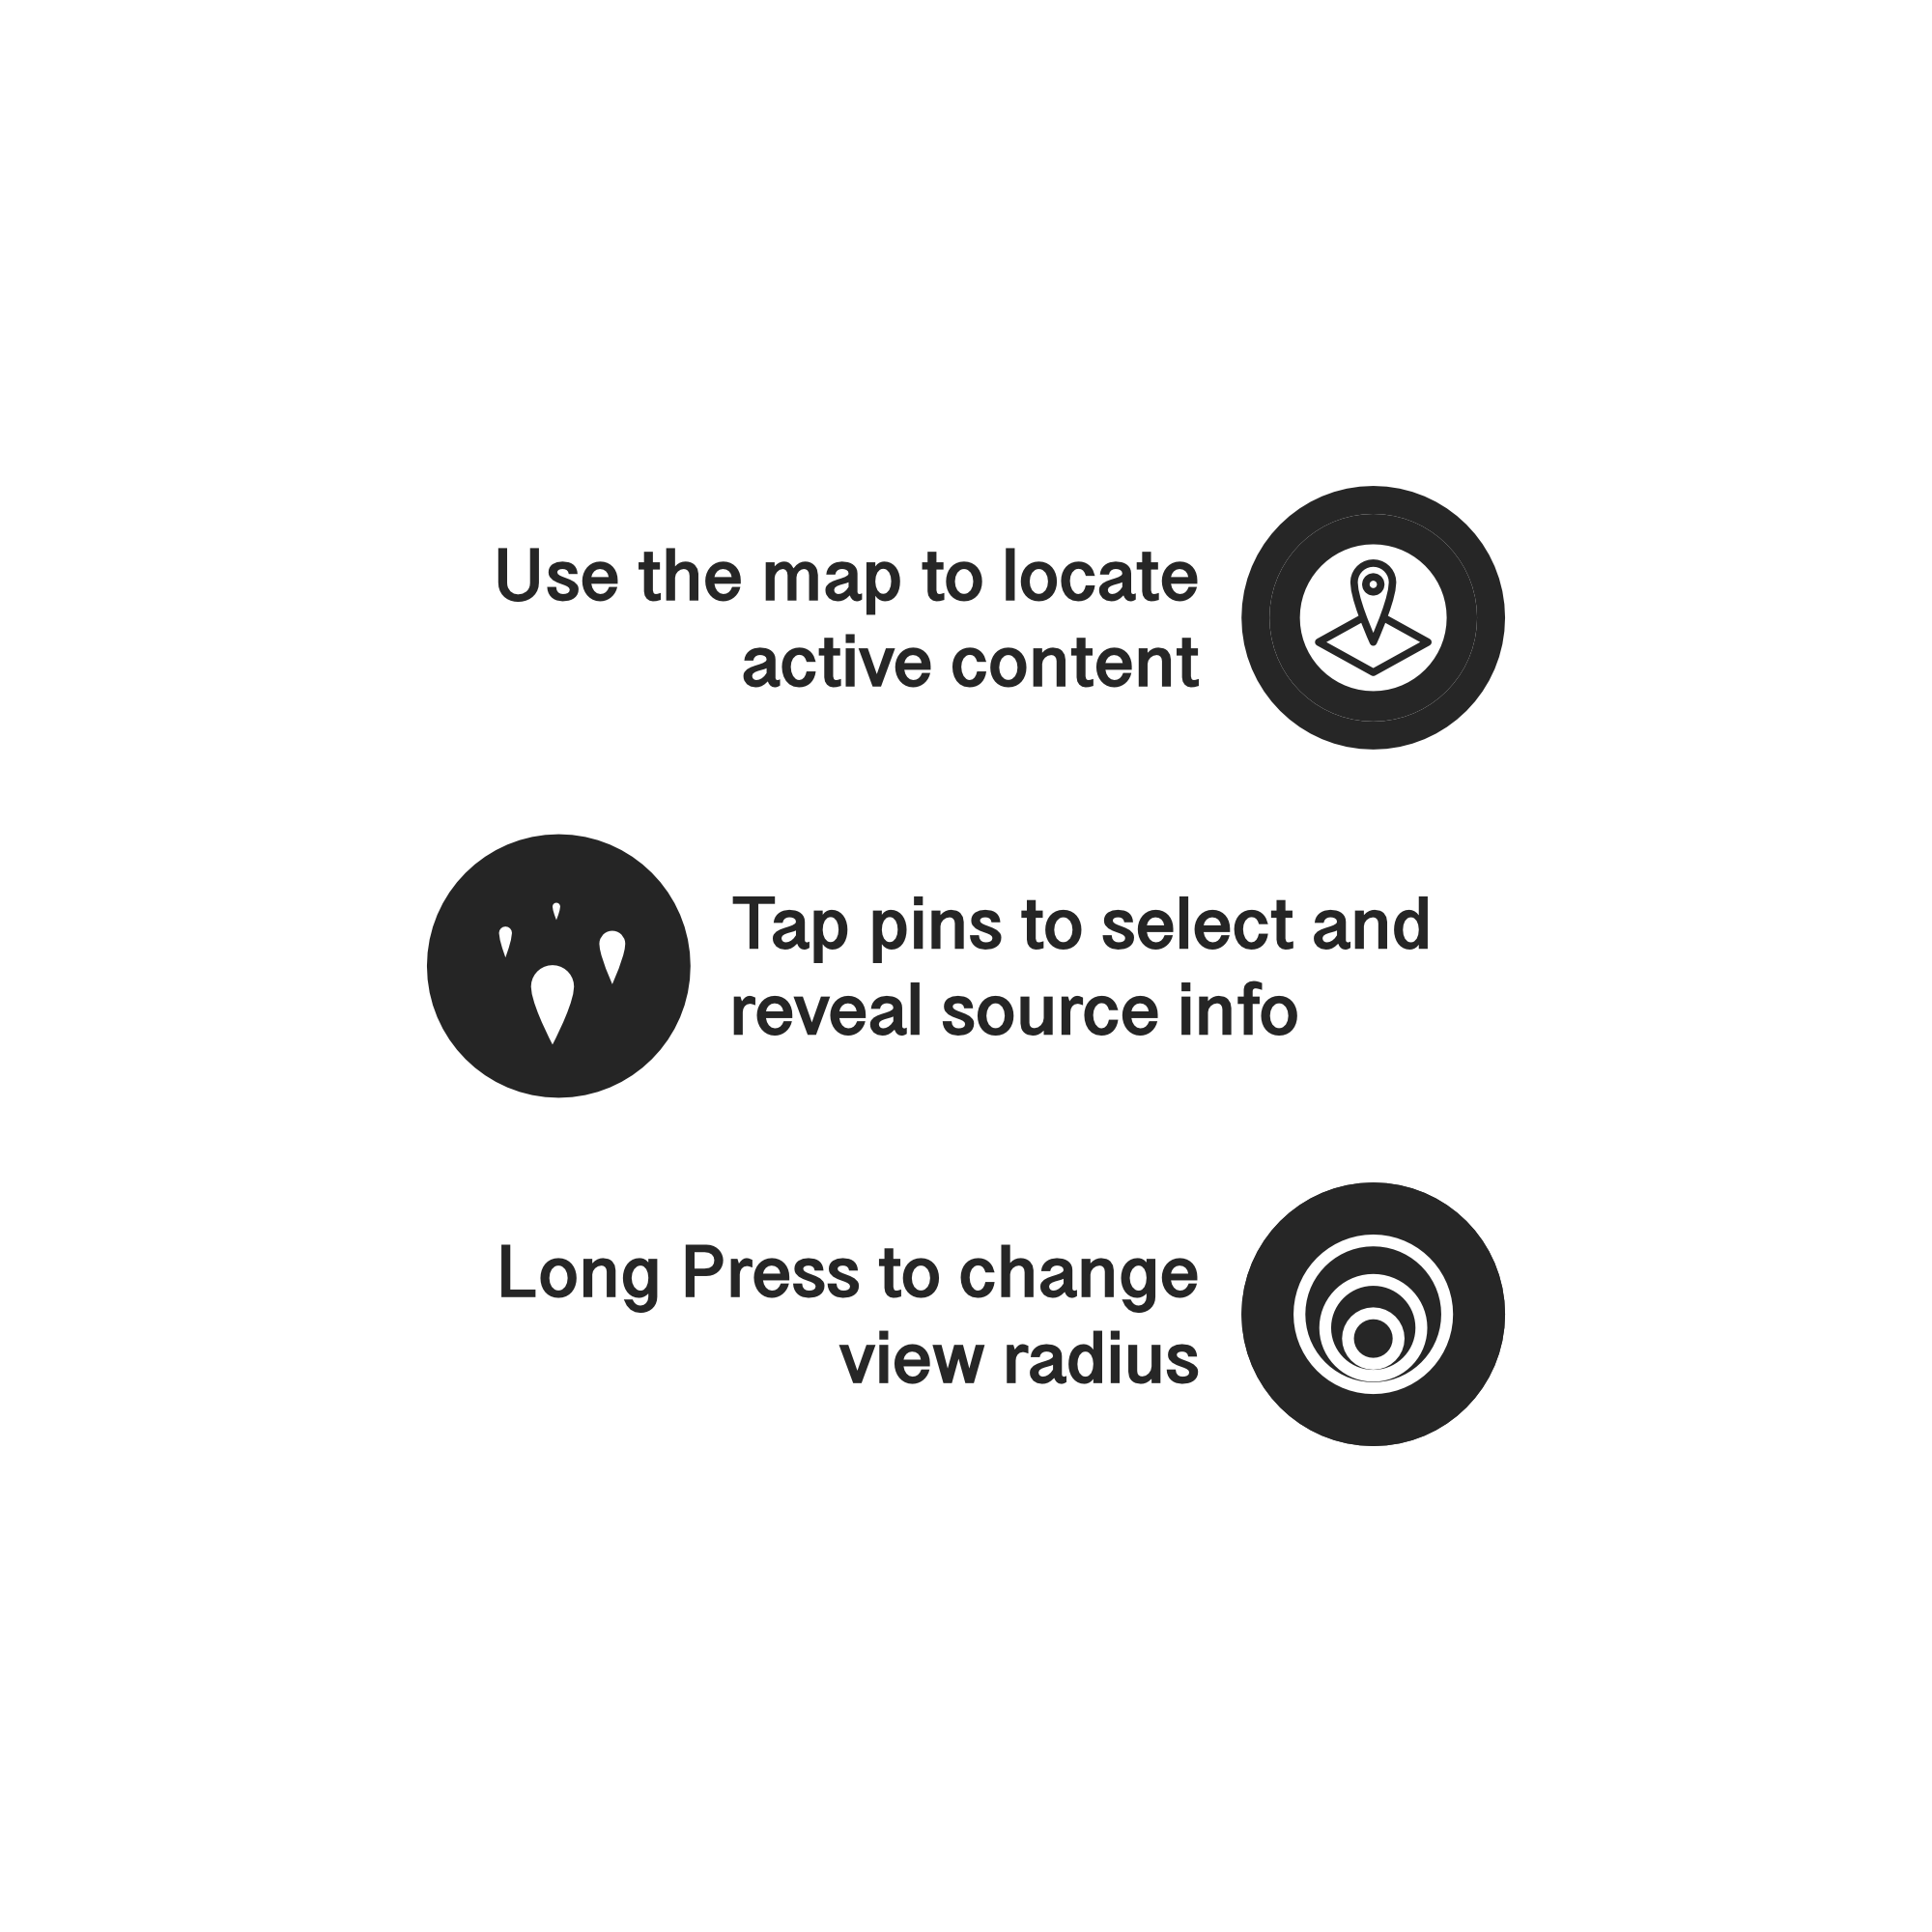 Use the map to locate
active content
Tap pins to select and
reveal source info
Long Press to change
view radius